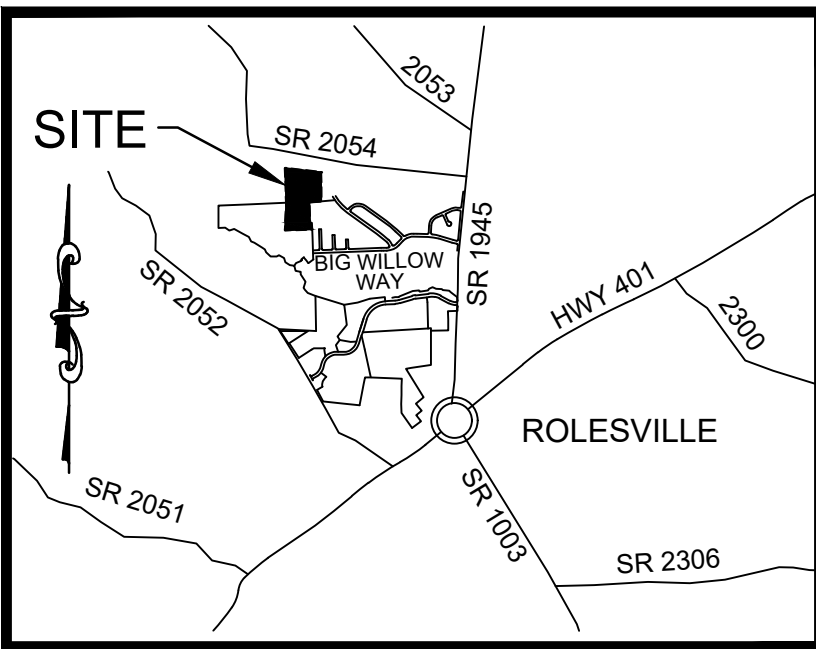 2053
SITE
SR 2054
SR 1945
BIG WILLOW
WAY
SR 2052
HWY 401
2300
ROLESVILLE
SR 2051
SR 1003
SR 2306